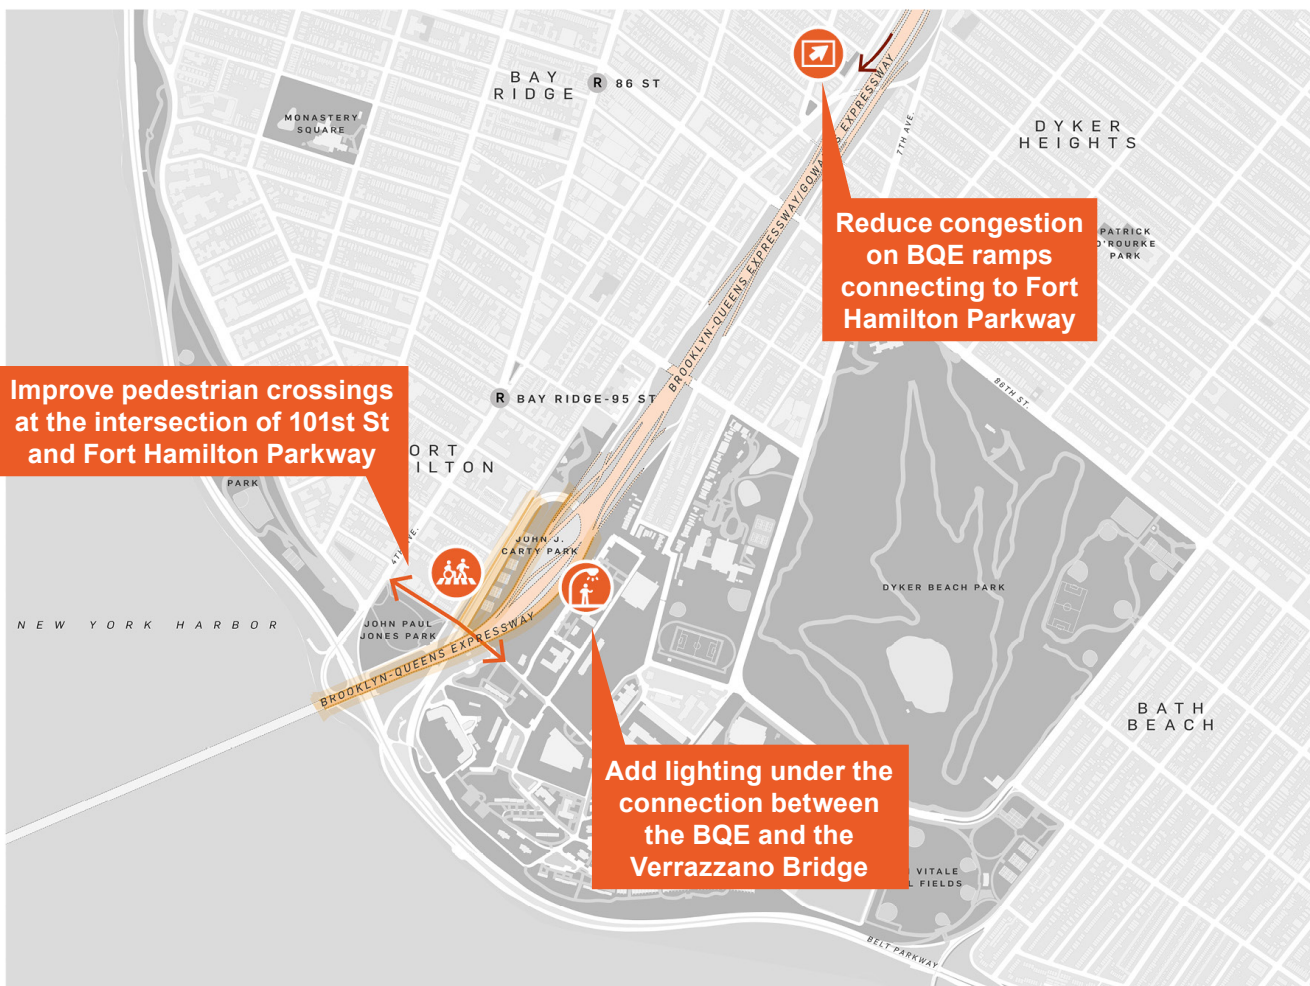 BAY
RIDGE
R 86 ST
MONASTERY
SQUARE
7TH AVE.
DYKER
HEIGHTS
BROOKLYN-QUEENS EXPRESSWAY/GOWA S EXPRESSWAY
Reduce congestion
on BQE ramps
connecting to Fort
Hamilton Parkway
PATRICK
O'ROURKE
PARK
86TH ST.
Improve pedestrian crossings
at the intersection of 101st St
and Fort Hamilton Parkway
R BAY RIDGE-95 ST
ORT
ILTON
PARK
4TH AVE.
JOHN J.
CARTY PARK
DYKER BEACH PARK
NEW YORK HARBOR
JOHN PAUL
JONES PARK
BROOKLYN-QUEENS EXPRESSWAY
BATH
BEACH
Add lighting under the
connection between
the BQE and the
Verrazzano Bridge
VITALE
L FIELDS
BELT PARKWAY